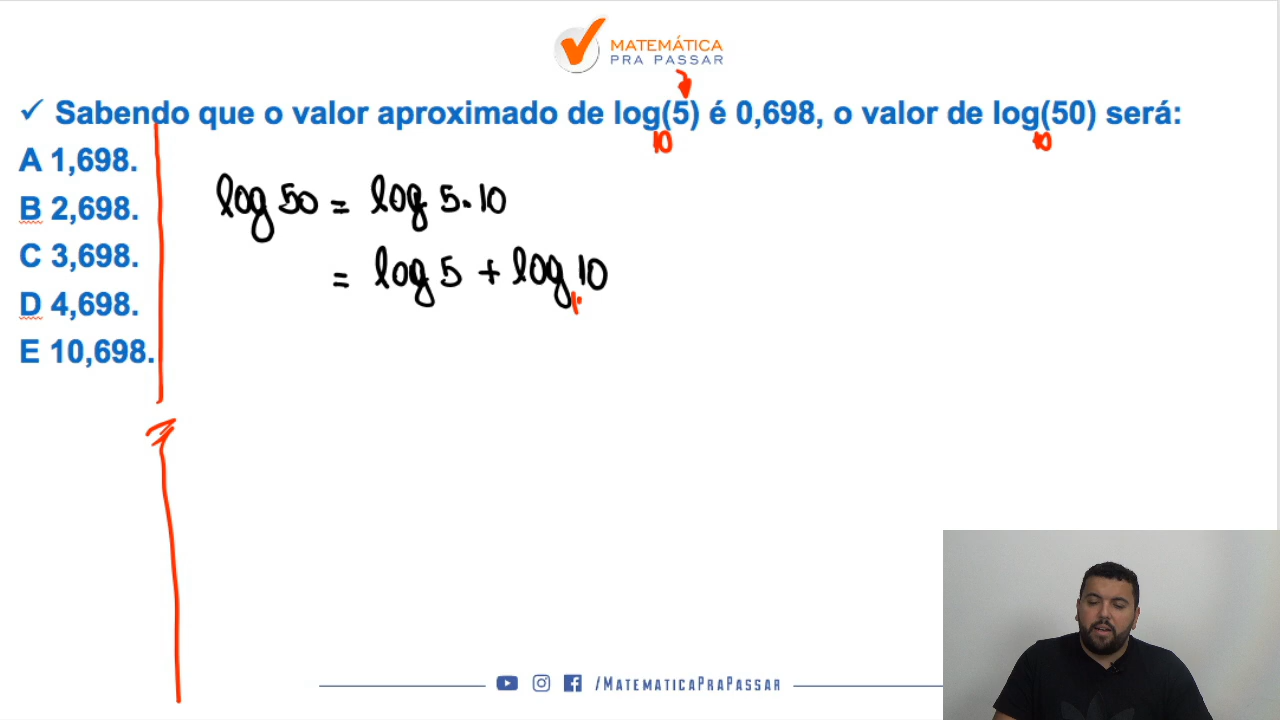 MATEMÁTICA
PRA PASSAR
✓ Sabendo que o valor aproximado de log(5) é 0,698, o valor de log(50) será:
10 10
A 1,698.
B 2,698.
C 3,698.
D 4,698.
E 10,698.
log 50 = log 5.10
= log 5 + log 10
/MATEMATICAPRAPASSAR